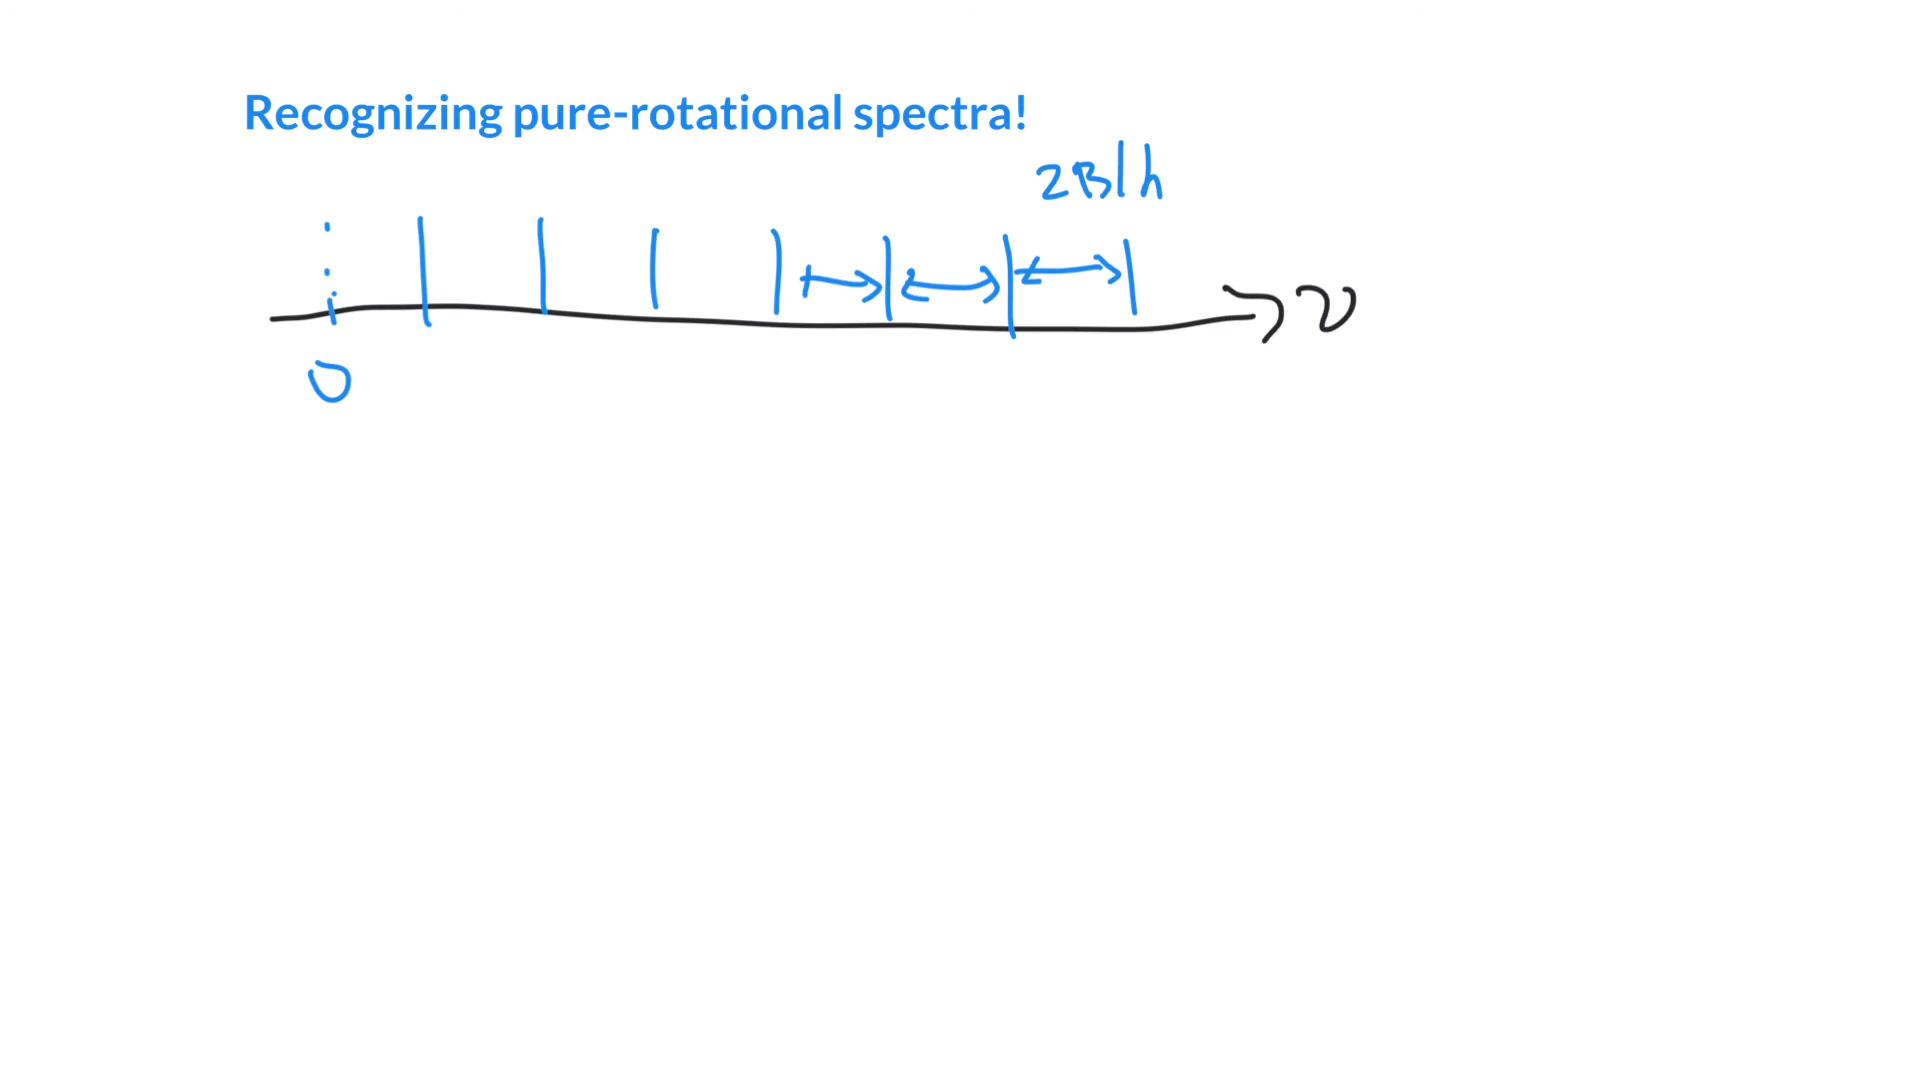 Recognizing pure-rotational spectra!
2B/h
ν
0